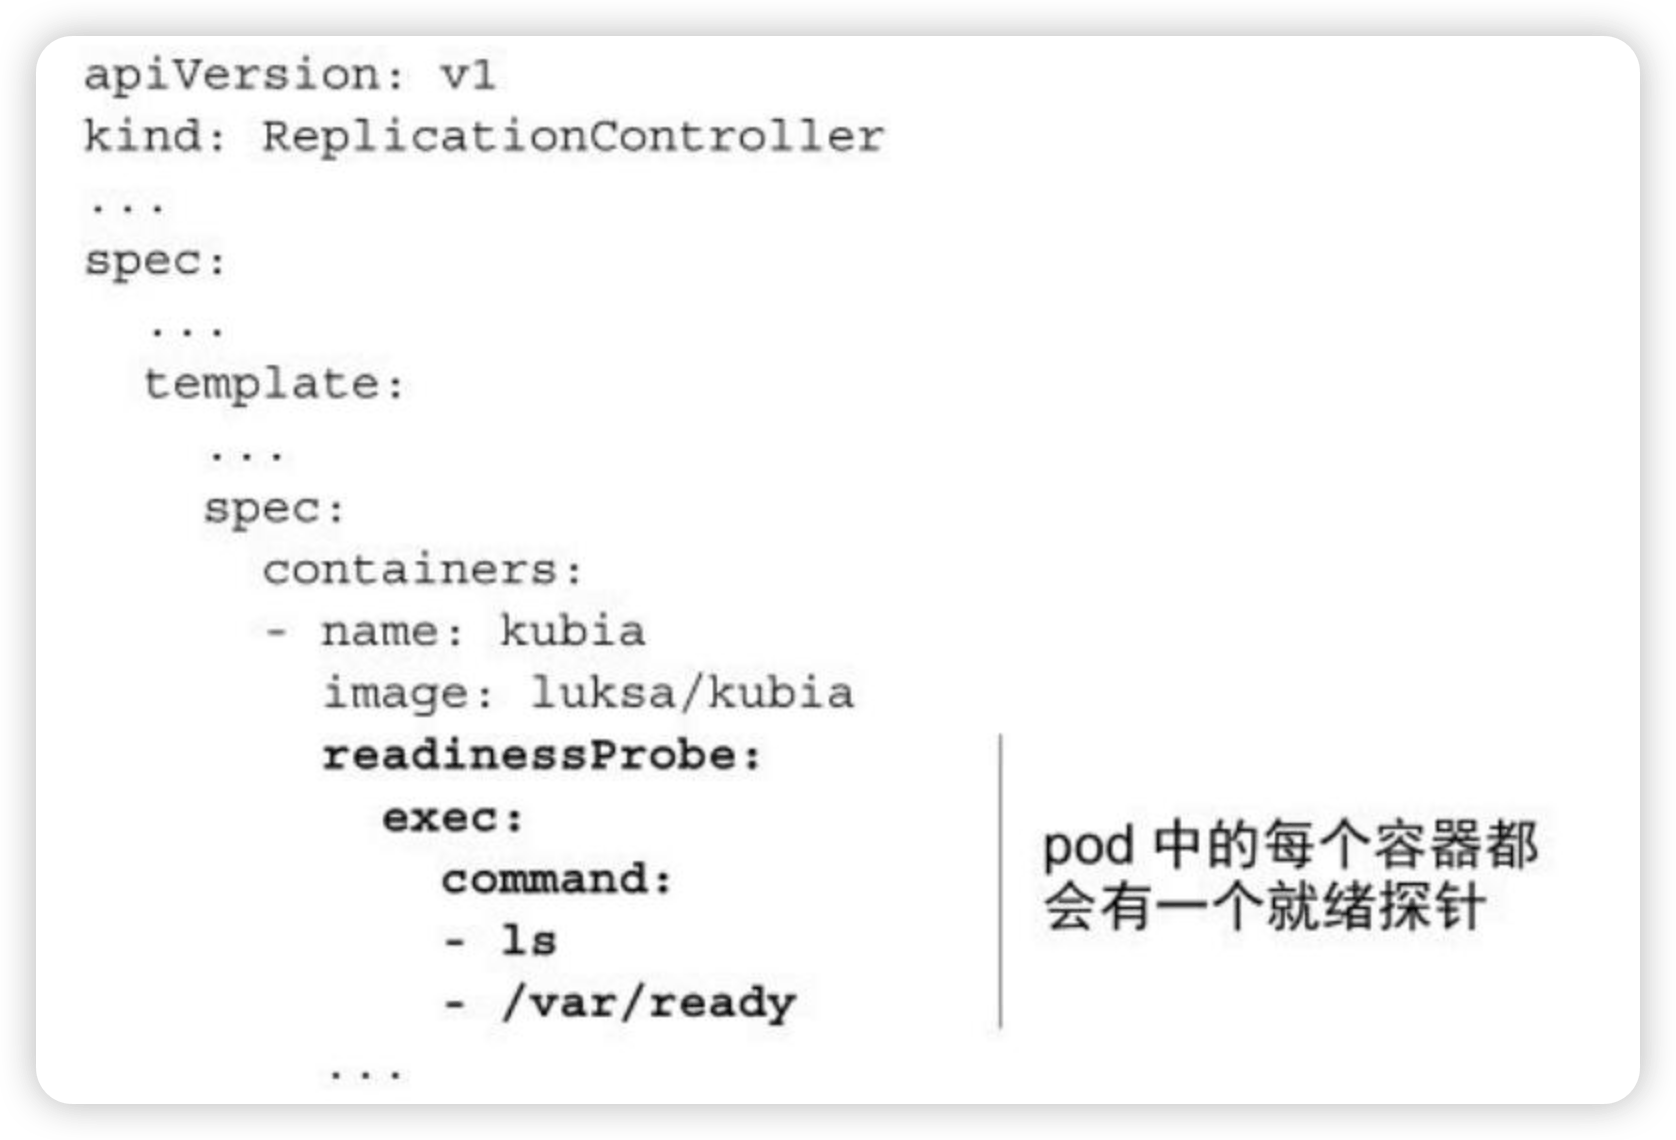 apiVersion: v1
kind: ReplicationController
...
spec:
...
template:
...
spec:
containers:
- name: kubia
image: luksa/kubia
readinessProbe:
exec:
command:
- ls
- /var/ready
...
pod 中的每个容器都
会有一个就绪探针